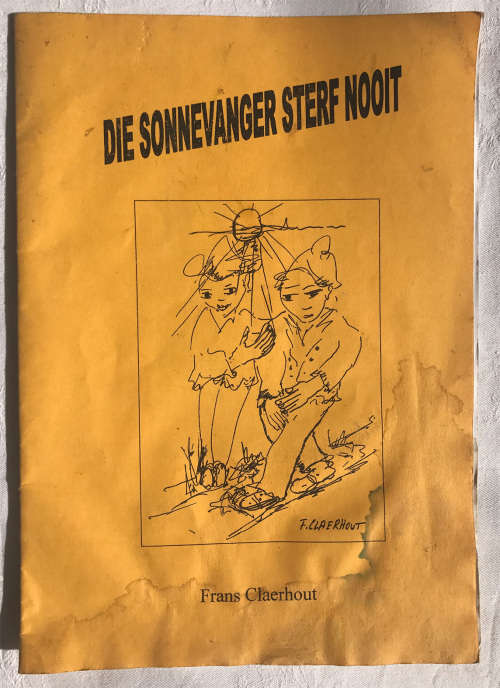 DIE SONNEVANGER STERF NOOIT
F. CLAERHOUT
Frans Claerhout